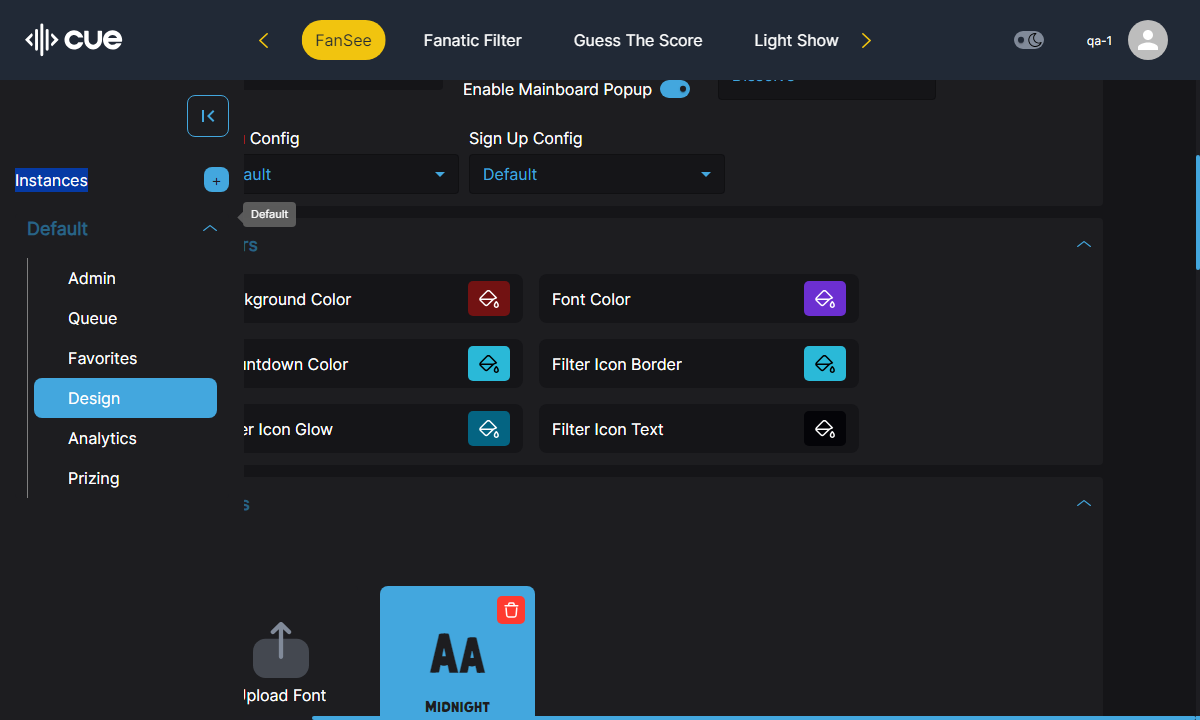 cue
FanSee
Fanatic Filter
Guess The Score
Light Show
qa-1
Enable Mainboard Popup
Config
Sign Up Config
ault
Default
Instances
+
Default
Default
rs
kground Color
Font Color
ntdown Color
Filter Icon Border
er Icon Glow
Filter Icon Text
Admin
Queue
Favorites
Design
Analytics
Prizing
s
Upload Font
AA
MIDNIGHT